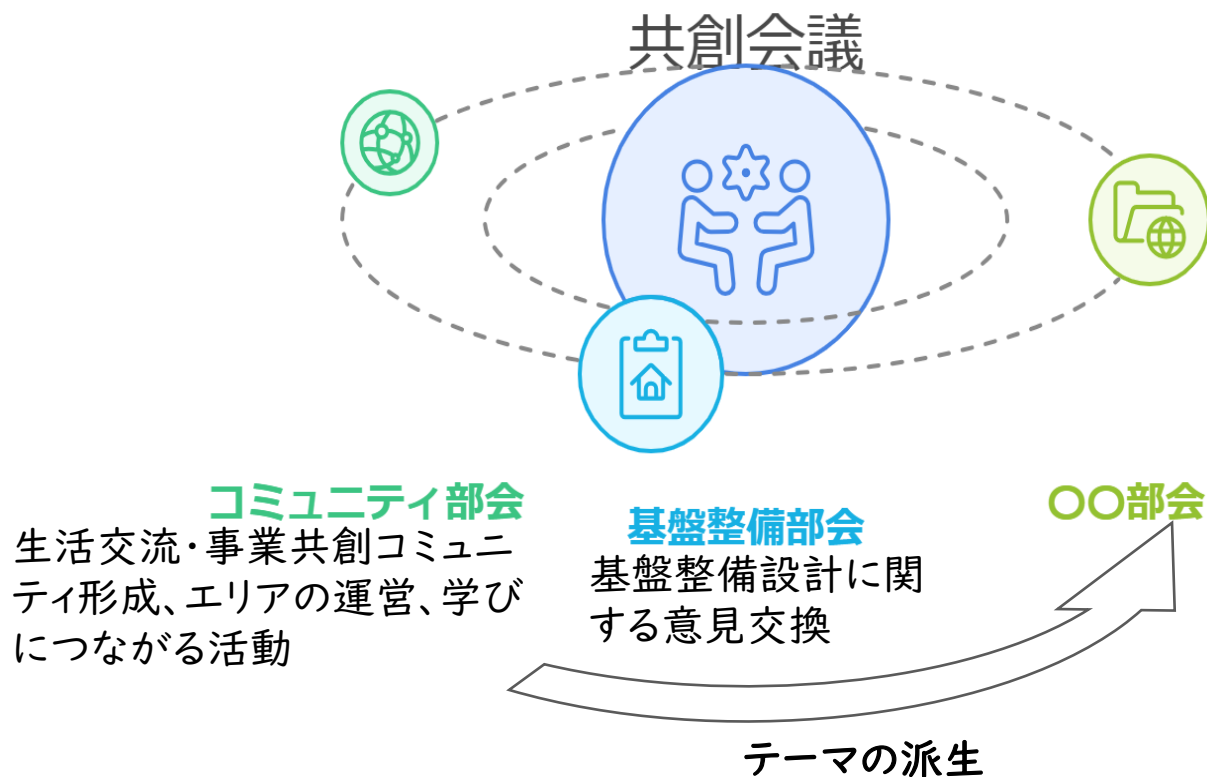 共創会議
コミュニティ部会
生活交流・事業共創コミュニ
ティ形成、エリアの運営、学び
につながる活動
基盤整備部会
基盤整備設計に関
する意見交換
〇〇部会
テーマの派生